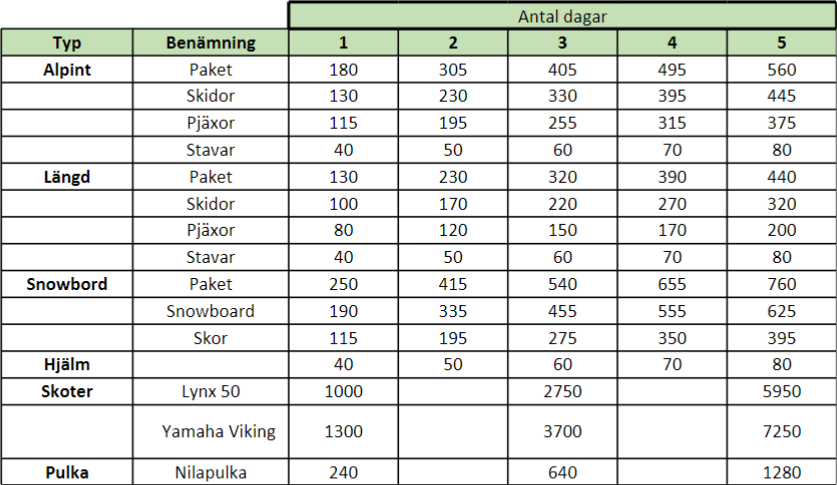 Antal dagar
Typ Benämning 1 2 3 4 5
Alpint Paket 180 305 405 495 560
Skidor 130 230 330 395 445
Pjäxor 115 195 255 315 375
Stavar 40 50 60 70 80
Längd Paket 130 230 320 390 440
Skidor 100 170 220 270 320
Pjäxor 80 120 150 170 200
Stavar 40 50 60 70 80
Snowbord Paket 250 415 540 655 760
Snowboard 190 335 455 555 625
Skor 115 195 275 350 395
Hjälm 40 50 60 70 80
Skoter Lynx 50 1000 2750 5950
Yamaha Viking 1300 3700 7250
Pulka Nilapulka 240 640 1280